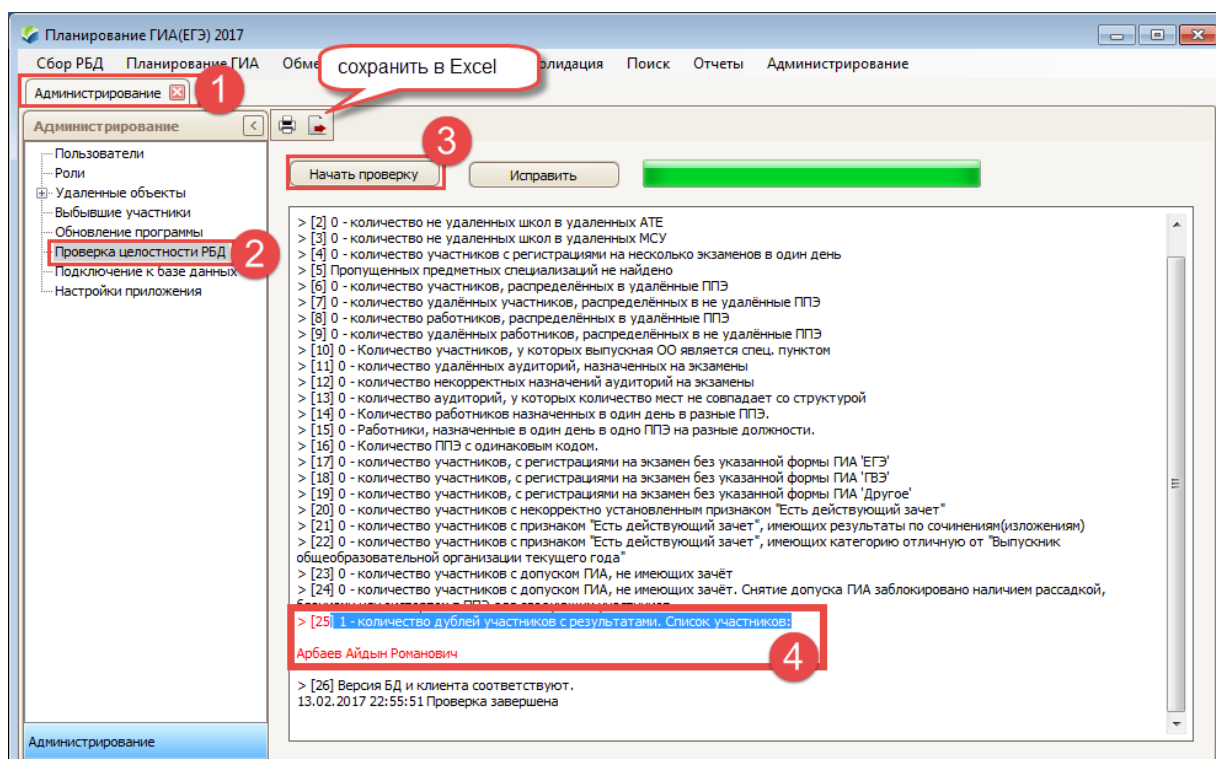 Планирование ГИА(ЕГЭ) 2017
Сбор РБД Планирование ГИА Отчеты Поиск Администрирование
сохранить в Excel
Администрирование
1
Администрирование
Пользователи
Роли
Удаленные объекты
Выбывшие участники
Обновление программы
Проверка целостности РБД
2
Подключение к базе данных
Настройки приложения
Администрирование
3
Начать проверку
Исправить
> [2] 0 - количество не удаленных школ в удаленных АТЕ
> [3] 0 - количество не удаленных школ в удаленных МСУ
> [4] 0 - количество участников с регистрациями на несколько экзаменов в один день
> [5] Пропущенных предметных специализаций не найдено
> [6] 0 - количество участников, распределённых в удалённые ППЭ
> [7] 0 - количество удалённых участников, распределённых в не удалённые ППЭ
> [8] 0 - количество работников, распределённых в удалённые ППЭ
> [9] 0 - количество удалённых работников, распределённых в не удалённые ППЭ
> [10] 0 - Количество участников, у которых выпускная ОО является спец. пунктом
> [11] 0 - количество удалённых аудиторий, назначенных на экзамены
> [12] 0 - количество некорректных назначений аудиторий на экзамены
> [13] 0 - количество аудиторий, у которых количество мест не совпадает со структурой
> [14] 0 - Количество работников назначенных в один день в разные ППЭ.
> [15] 0 - Работники, назначенные в один день в одно ППЭ на разные должности.
> [16] 0 - Количество ППЭ с одинаковым кодом.
> [17] 0 - количество участников, с регистрациями на экзамен без указанной формы ГИА 'ЕГЭ'
> [18] 0 - количество участников, с регистрациями на экзамен без указанной формы ГИА 'ГВЭ'
> [19] 0 - количество участников, с регистрациями на экзамен без указанной формы ГИА 'Другое'
> [20] 0 - количество участников с некорректно установленным признаком "Есть действующий зачет"
> [21] 0 - количество участников с признаком "Есть действующий зачет", имеющих результаты по сочинениям(изложениям)
> [22] 0 - количество участников с признаком "Есть действующий зачет", имеющих категорию отличную от "Выпускник
общеобразовательной организации текущего года"
> [23] 0 - количество участников с допуском ГИА, не имеющих зачёт
> [24] 0 - количество участников с допуском ГИА, не имеющих зачёт. Снятие допуска ГИА заблокировано наличием рассадкой,
> [25] 1 - количество дублей участников с результатами. Список участников:
Арбаев Айдын Романович
4
> [26] Версия БД и клиента соответствуют.
13.02.2017 22:55:51 Проверка завершена